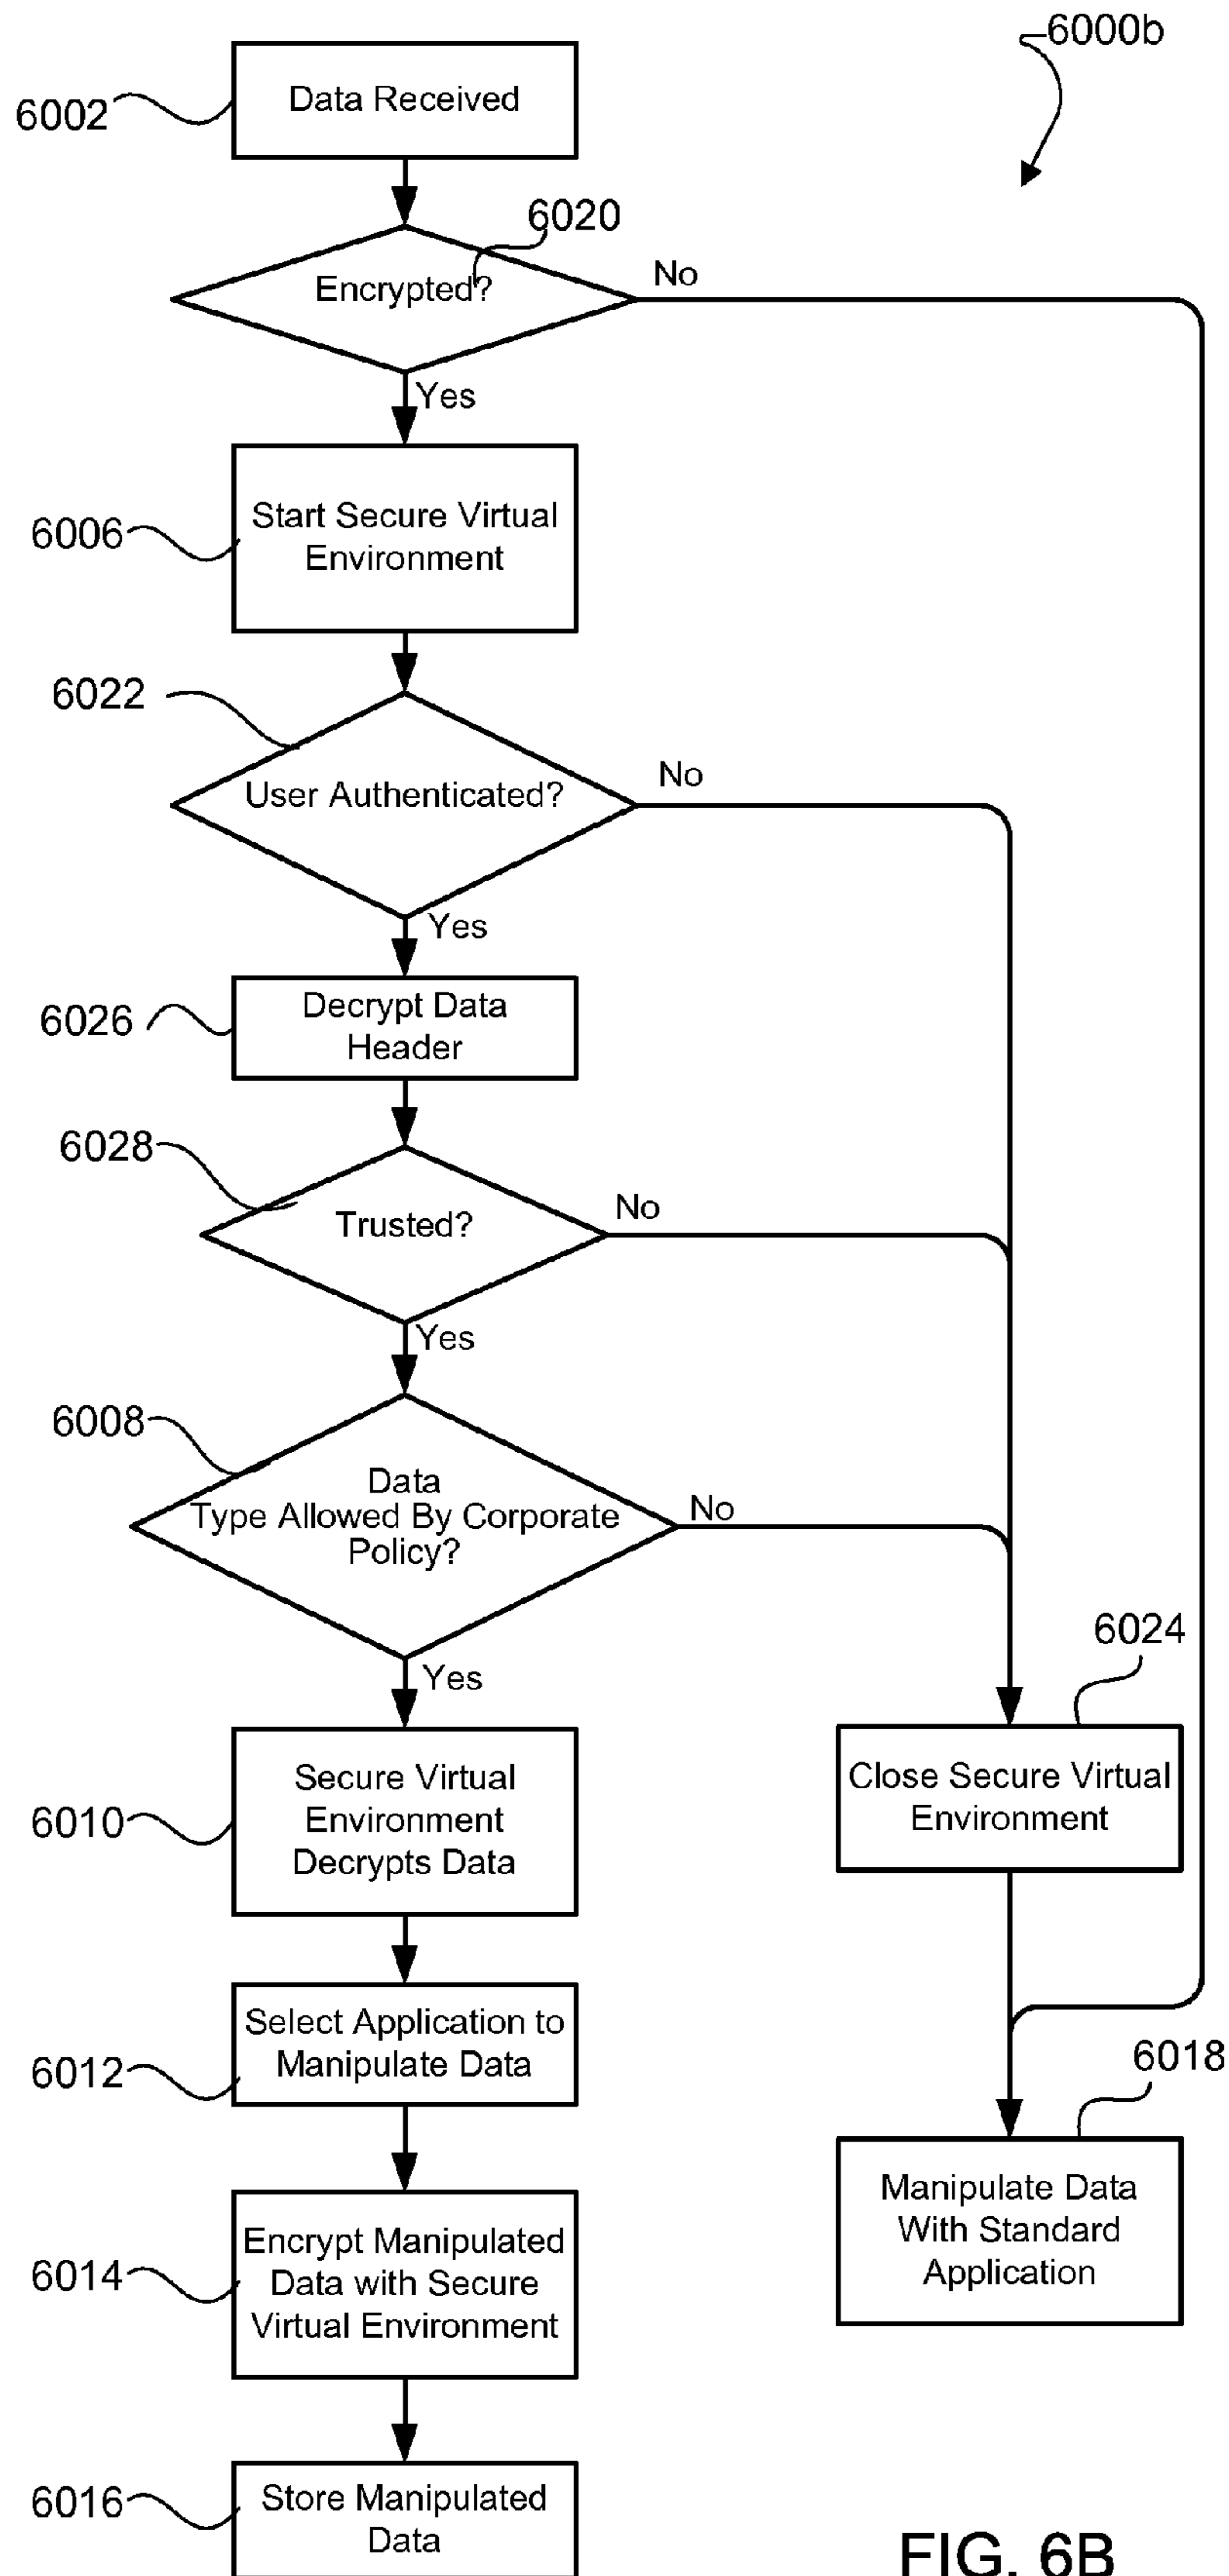 6000b
6002
Data Received
6020
Encrypted?
No
Yes
6006
Start Secure Virtual
Environment
6022
User Authenticated?
No
Yes
6026
Decrypt Data
Header
6028
Trusted?
No
Yes
6008
Data
Type Allowed By Corporate
Policy?
No
Yes
6024
Close Secure Virtual
Environment
6010
Secure Virtual
Environment
Decrypts Data
6012
Select Application to
Manipulate Data
6018
Manipulate Data
With Standard
Application
6014
Encrypt Manipulated
Data with Secure
Virtual Environment
6016
Store Manipulated
Data
FIG. 6B